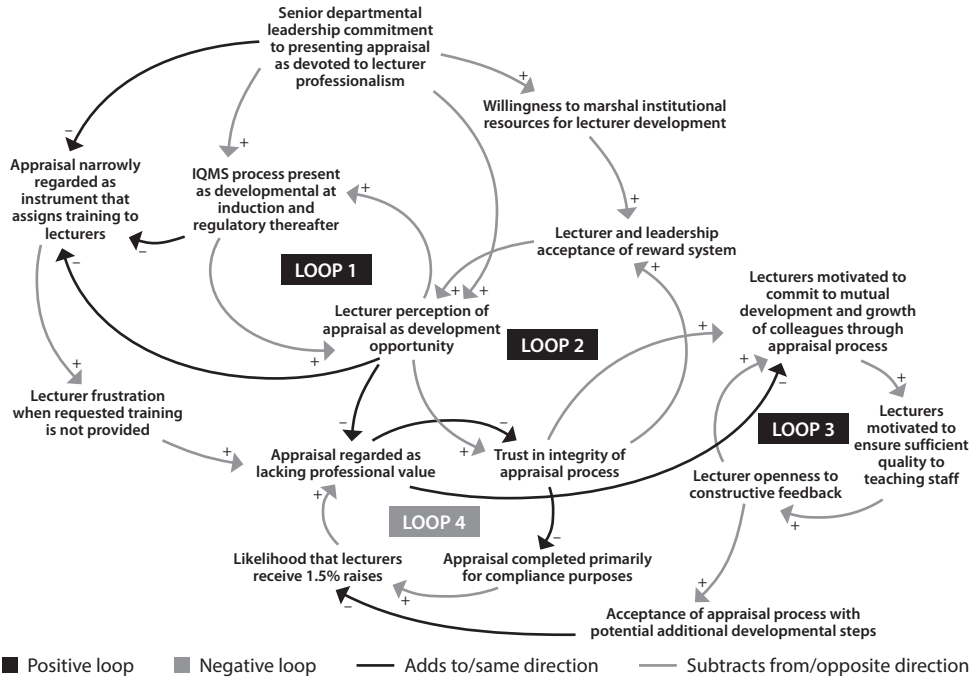 Senior departmental
leadership commitment
to presenting appraisal
as devoted to lecturer
professionalism
+
Willingness to marshal institutional
resources for lecturer development
–
+
Appraisal narrowly
regarded as
instrument that
assigns training to
lecturers
IQMS process present
as developmental at
induction and
regulatory thereafter
+
+
–
Lecturer and leadership
acceptance of reward system
–
LOOP 1
+
Lecturers motivated to
commit to mutual
development and growth
of colleagues through
appraisal process
+
+
Lecturer perception of
appraisal as development
opportunity
+
LOOP 2
+
+
+
–
+
Lecturer frustration
when requested training
is not provided
Lecturers
motivated to
ensure sufficient
quality to
teaching staff
LOOP 3
–
–
+
+
Appraisal regarded as
lacking professional value
Trust in integrity of
appraisal process
Lecturer openness to
constructive feedback
+
LOOP 4
+
–
Likelihood that lecturers
receive 1.5% raises
Appraisal completed primarily
for compliance purposes
+
+
–
Acceptance of appraisal process with
potential additional developmental steps
Positive loop
Negative loop
Adds to/same direction
Subtracts from/opposite direction